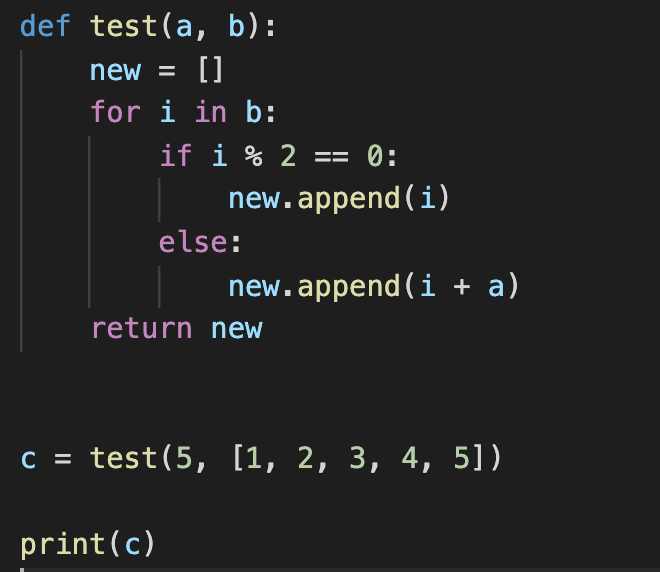 def test(a, b):
    new = []
    for i in b:
        if i % 2 == 0:
            new.append(i)
        else:
            new.append(i + a)
    return new
c = test(5, [1, 2, 3, 4, 5])
print(c)